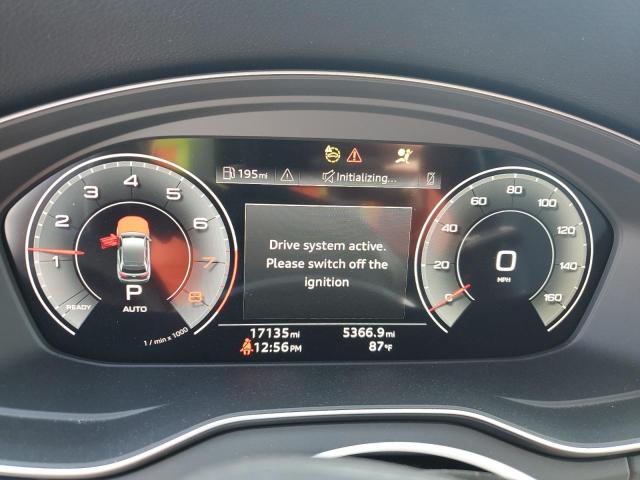 195mi
Initializing...
1 2 3 4 5 6 7 8
READY
P
AUTO
1 / min x 1000
Drive system active.
Please switch off the
ignition
0 20 40 60 80 100 120 140 160
0
MPH
17135mi 5366.9mi
12:56PM 87°F